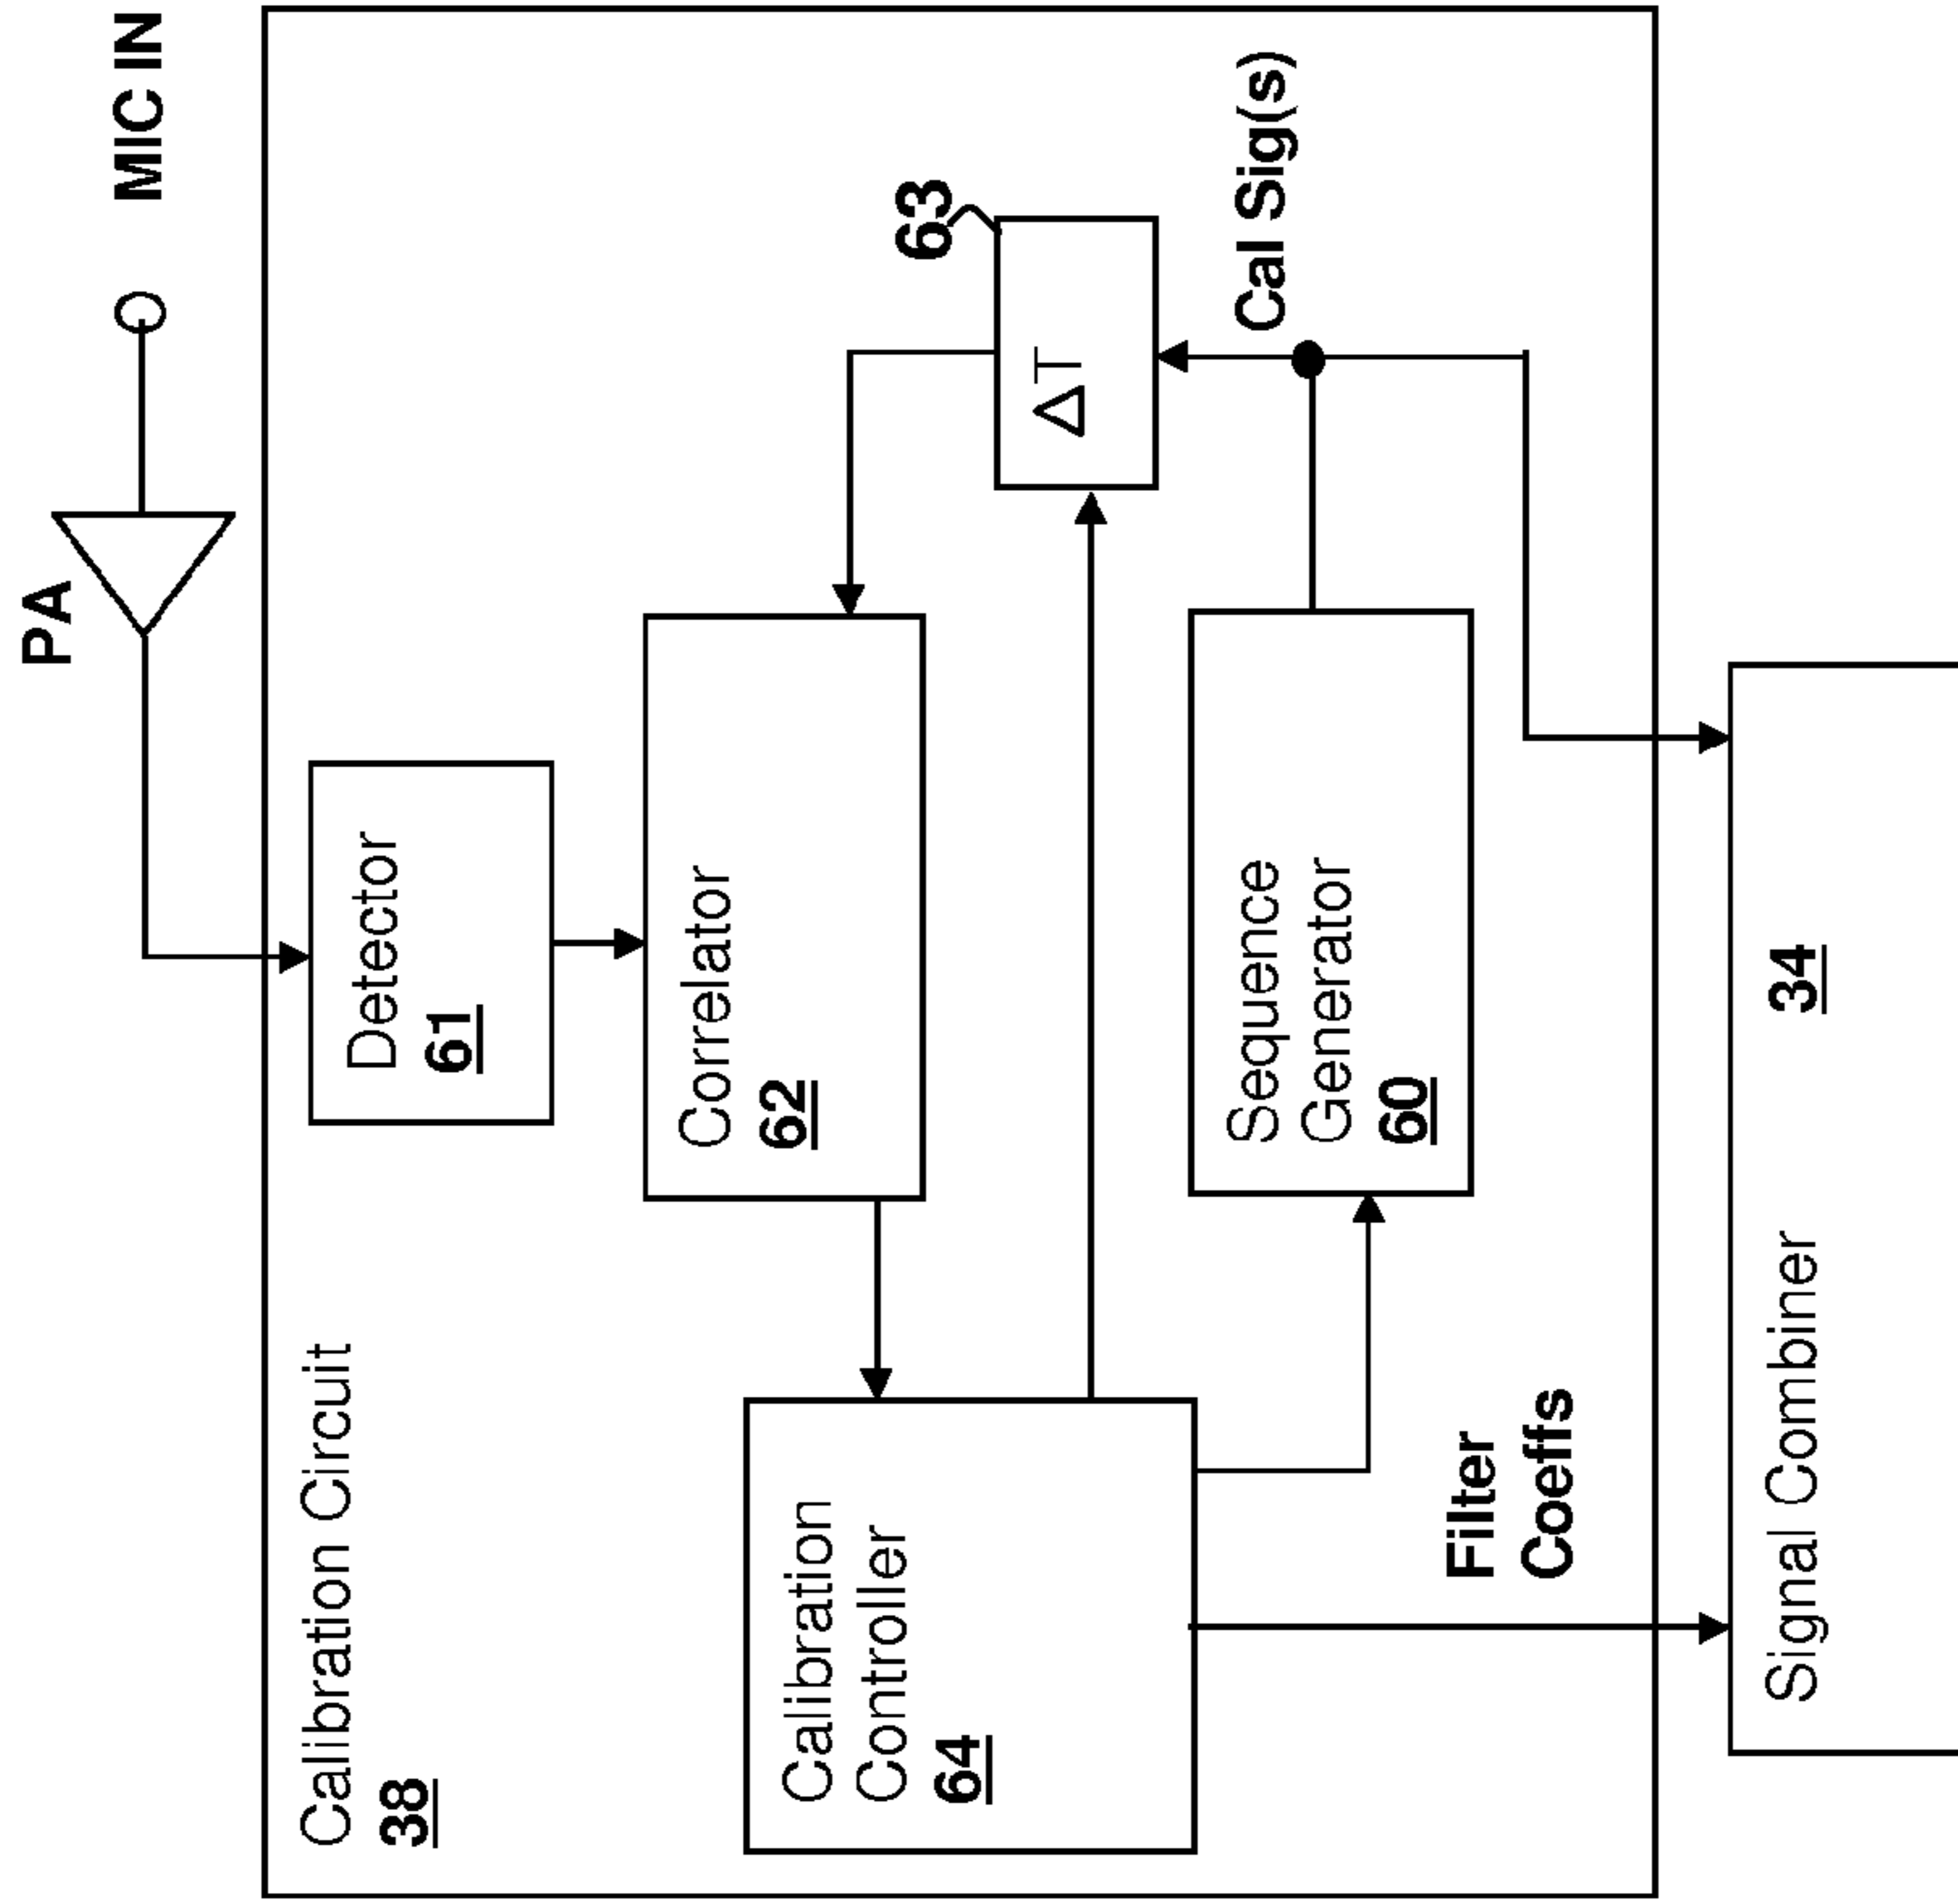 PA
MIC IN
Calibration Circuit
38
Detector
61
Correlator
62
63
ΔT
Calibration
Controller
64
Sequence
Generator
60
Cal Sig(s)
Filter
Coeffs
Signal Combiner
34